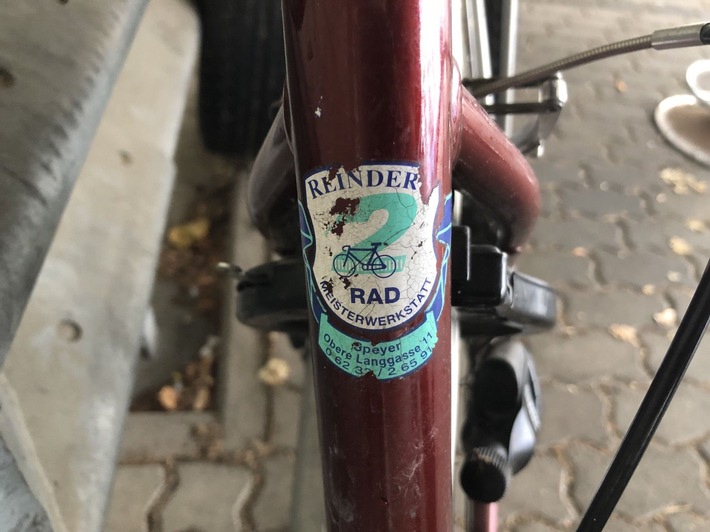 REINDER
2
RAD
MEISTERWERKSTATT
Speyer
Obere Langgasse 11
0 62 32 / 2 65 91